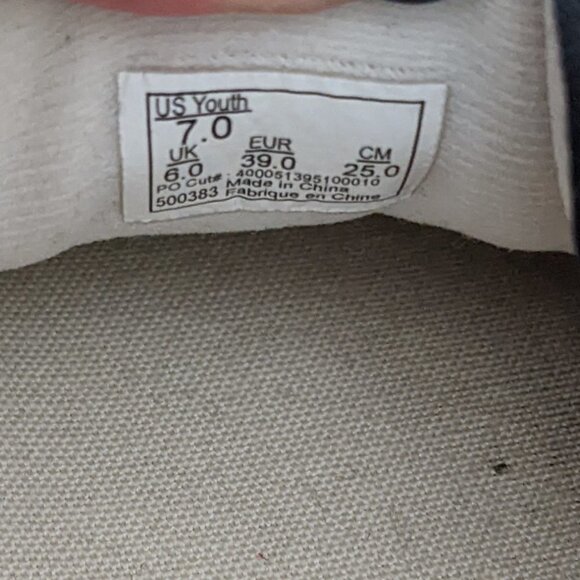 US Youth
7.0
UK EUR CM
6.0 39.0 25.0
PO Cut#: 400051395100010
500383 Made in China
Fabrique en Chine